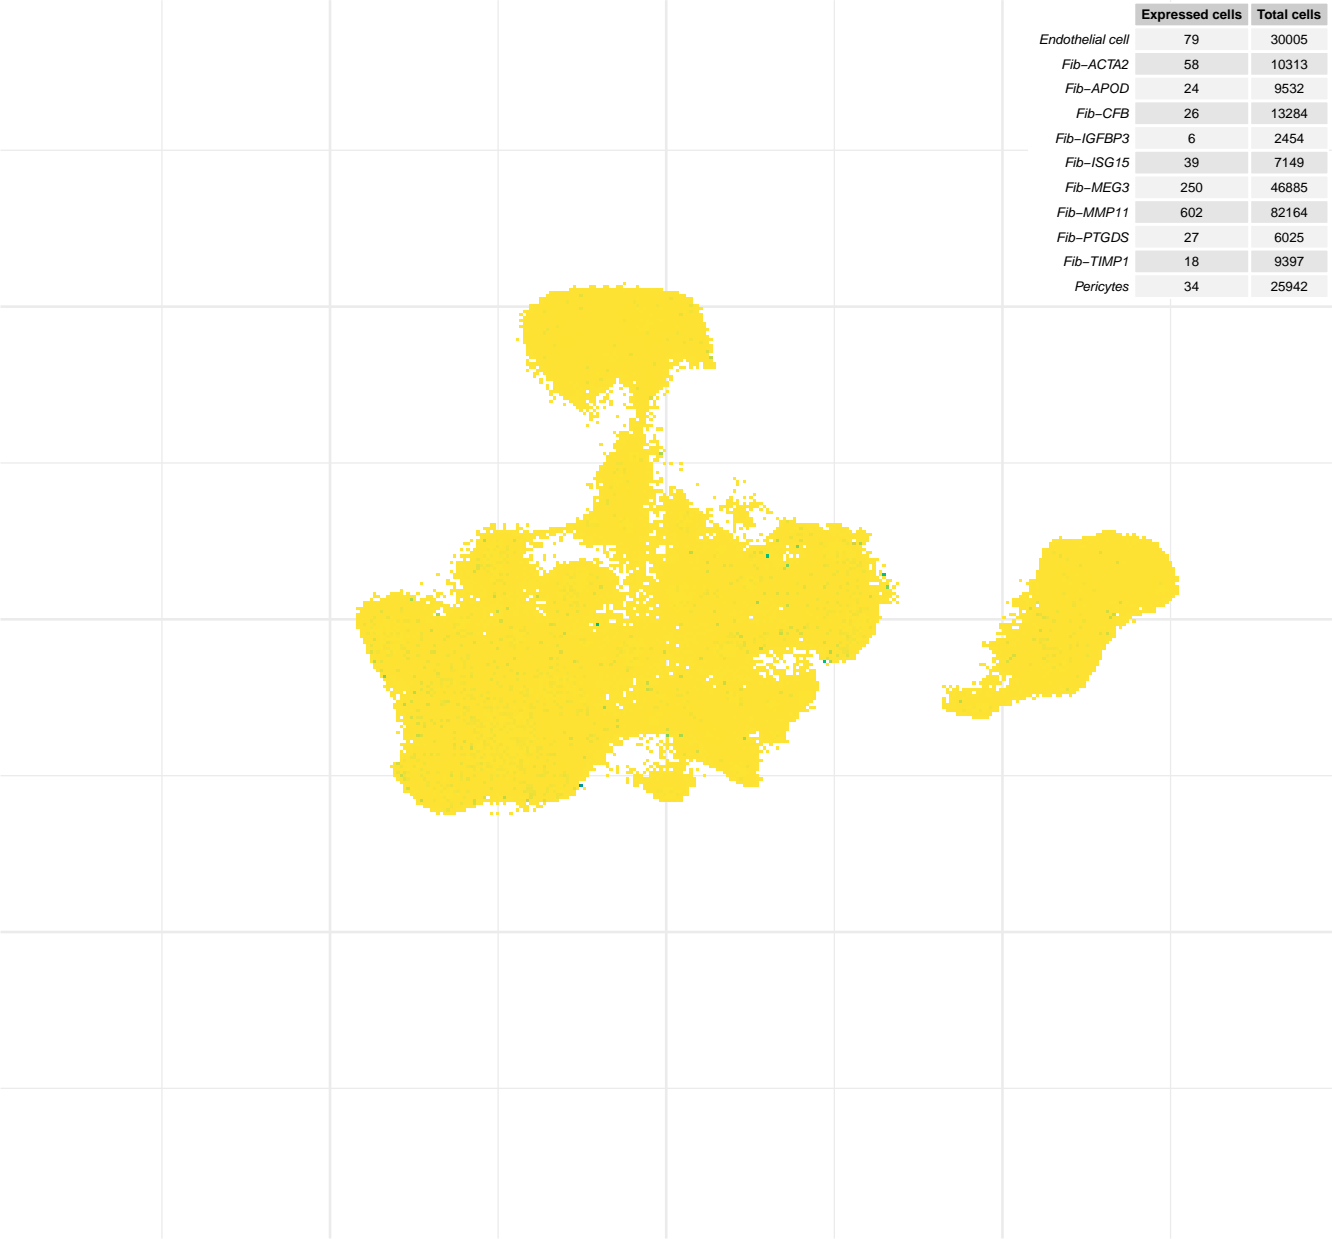 Expressed cells Total cells
Endothelial cell 79 30005
Fib−ACTA2 58 10313
Fib−APOD 24 9532
Fib−CFB 26 13284
Fib−IGFBP3 6 2454
Fib−ISG15 39 7149
Fib−MEG3 250 46885
Fib−MMP11 602 82164
Fib−PTGDS 27 6025
Fib−TIMP1 18 9397
Pericytes 34 25942